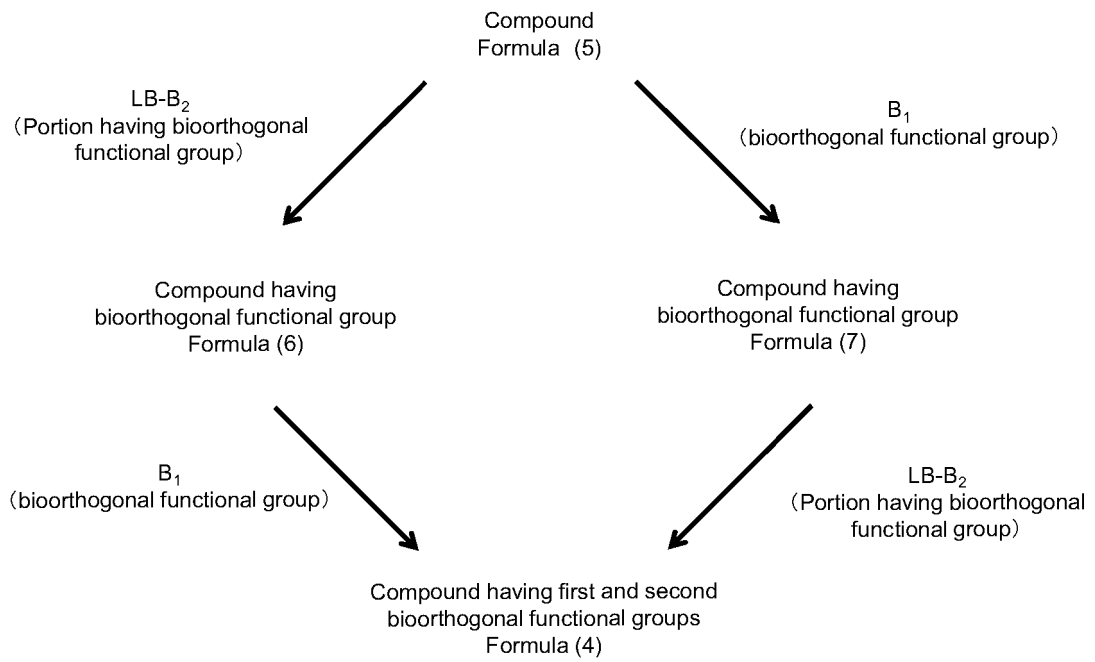 Compound
Formula (5)
LB-B₂
（Portion having bioorthogonal
functional group）
B₁
（bioorthogonal functional group）
Compound having
bioorthogonal functional group
Formula (6)
Compound having
bioorthogonal functional group
Formula (7)
B₁
（bioorthogonal functional group）
LB-B₂
（Portion having bioorthogonal
functional group）
Compound having first and second
bioorthogonal functional groups
Formula (4)